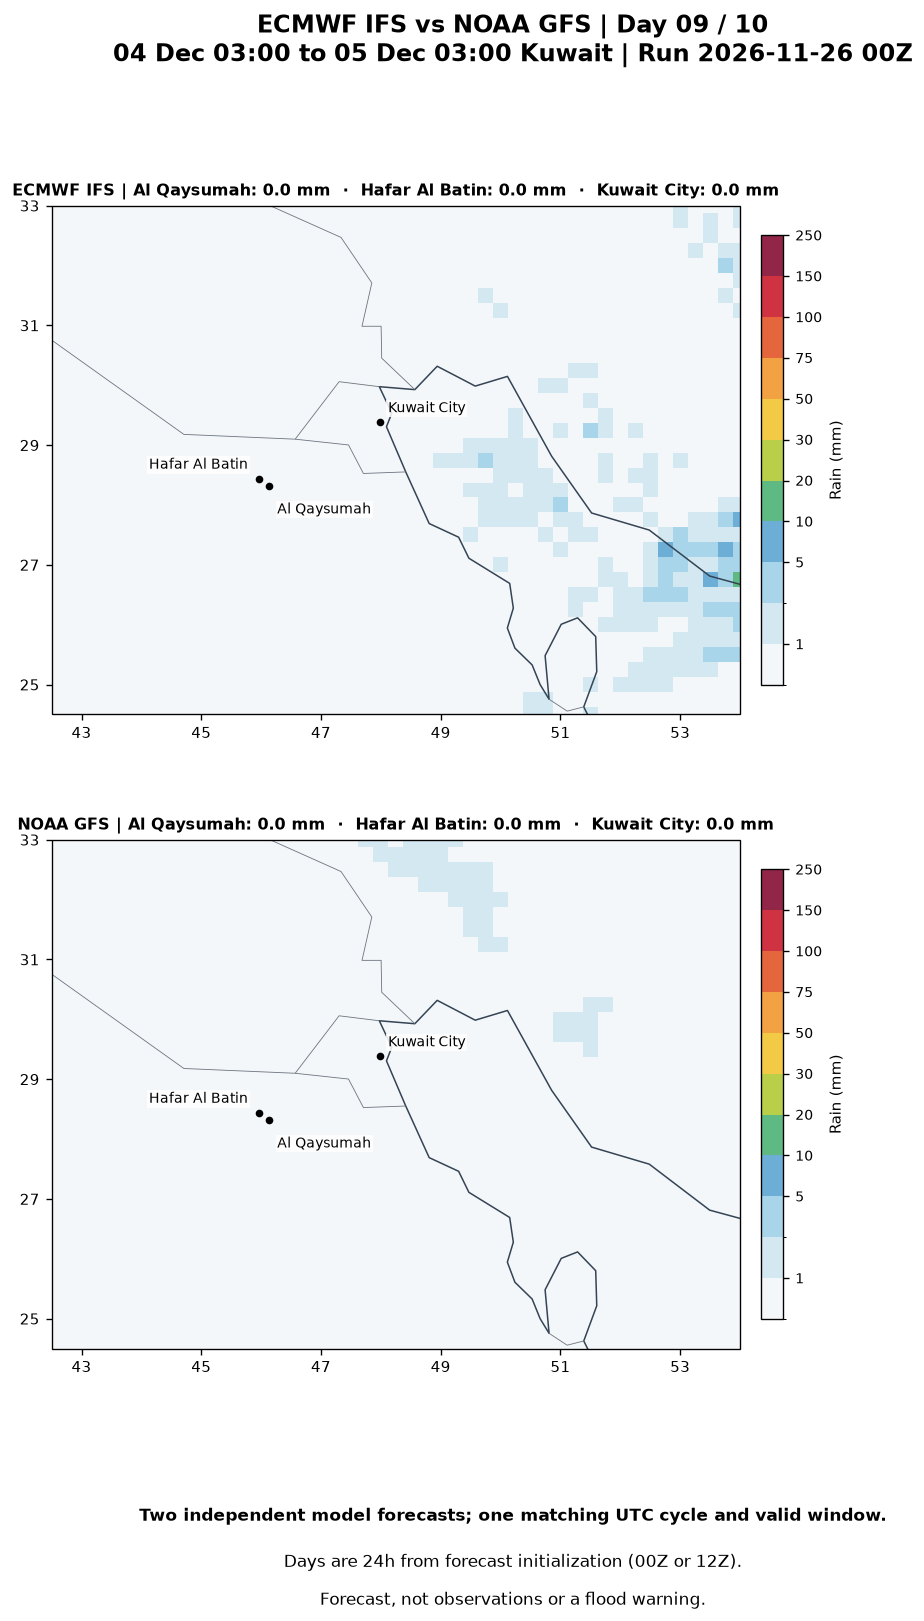 ECMWF IFS vs NOAA GFS | Day 09 / 10
04 Dec 03:00 to 05 Dec 03:00 Kuwait | Run 2026-11-26 00Z
ECMWF IFS | Al Qaysumah: 0.0 mm · Hafar Al Batin: 0.0 mm · Kuwait City: 0.0 mm
33
31
29
27
25
43 45 47 49 51 53
Kuwait City
Hafar Al Batin
Al Qaysumah
250
150
100
75
50
30
20
10
5
1
Rain (mm)
NOAA GFS | Al Qaysumah: 0.0 mm · Hafar Al Batin: 0.0 mm · Kuwait City: 0.0 mm
33
31
29
27
25
43 45 47 49 51 53
Kuwait City
Hafar Al Batin
Al Qaysumah
250
150
100
75
50
30
20
10
5
1
Rain (mm)
Two independent model forecasts; one matching UTC cycle and valid window.
Days are 24h from forecast initialization (00Z or 12Z).
Forecast, not observations or a flood warning.